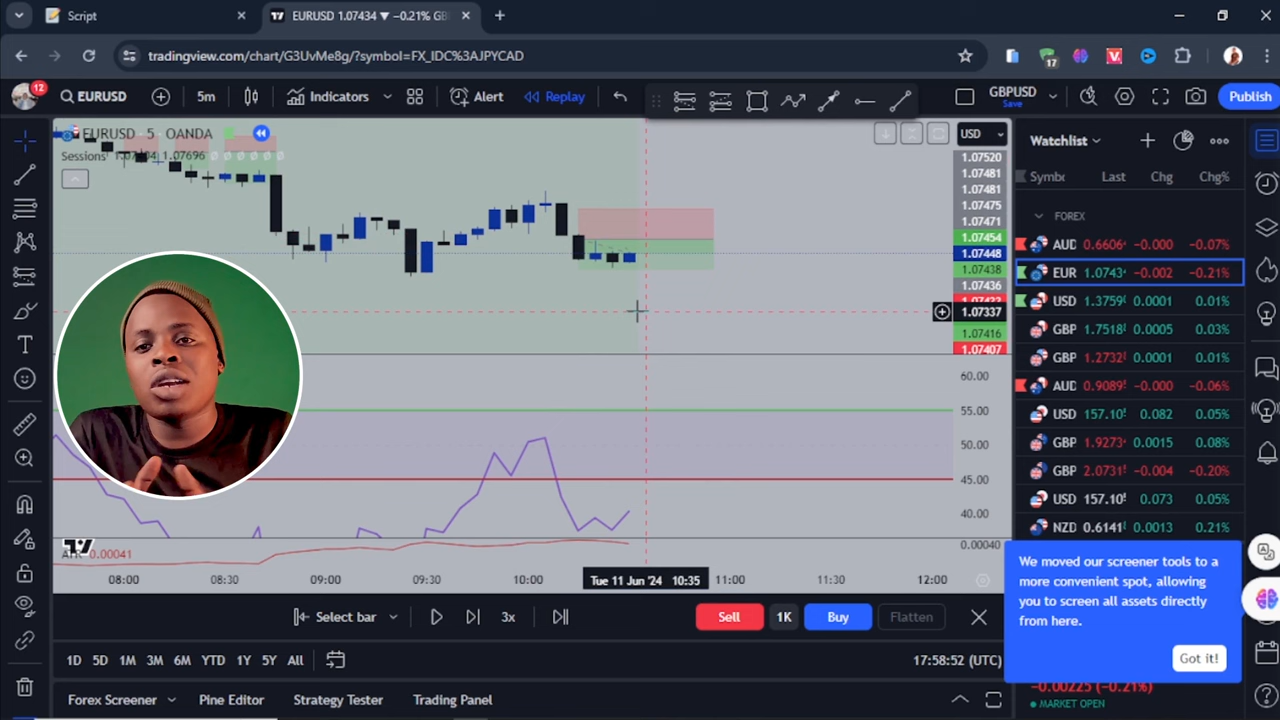 Script
EURUSD 1.07434 ▼ −0.21% GB
tradingview.com/chart/G3UvMe8g/?symbol=FX_IDC%3AJPYCAD
17
12
EURUSD
5m
Indicators
Alert
Replay
GBPUSD
Save
Publish
EURUSD · 5 · OANDA
USD
Sessions
1.07696
1.07520
1.07481
1.07481
1.07475
1.07471
1.07454
1.07448
1.07438
1.07436
1.07337
1.07416
1.07407
60.00
55.00
50.00
45.00
40.00
0.00040
0.00041
08:00
08:30
09:00
09:30
10:00
Tue 11 Jun '24 10:35
11:00
11:30
12:00
Watchlist
Symbo
Last
Chg
Chg%
FOREX
AUD 0.6606 −0.000 −0.07%
EUR 1.0743 −0.002 −0.21%
USD 1.3759 0.0001 0.01%
GBP 1.7518 0.0005 0.03%
GBP 1.2732 0.0001 0.01%
AUD 0.9089 −0.000 −0.06%
USD 157.10 0.082 0.05%
GBP 1.9273 0.0015 0.08%
GBP 2.0731 −0.004 −0.20%
USD 157.10 0.073 0.05%
NZD 0.6141 0.0013 0.21%
We moved our screener tools to a
more convenient spot, allowing
you to screen all assets directly
from here.
Got it!
−0.00225 (−0.21%)
MARKET OPEN
Select bar
3x
Sell
1K
Buy
Flatten
1D 5D 1M 3M 6M YTD 1Y 5Y All
17:58:52 (UTC)
Forex Screener
Pine Editor
Strategy Tester
Trading Panel